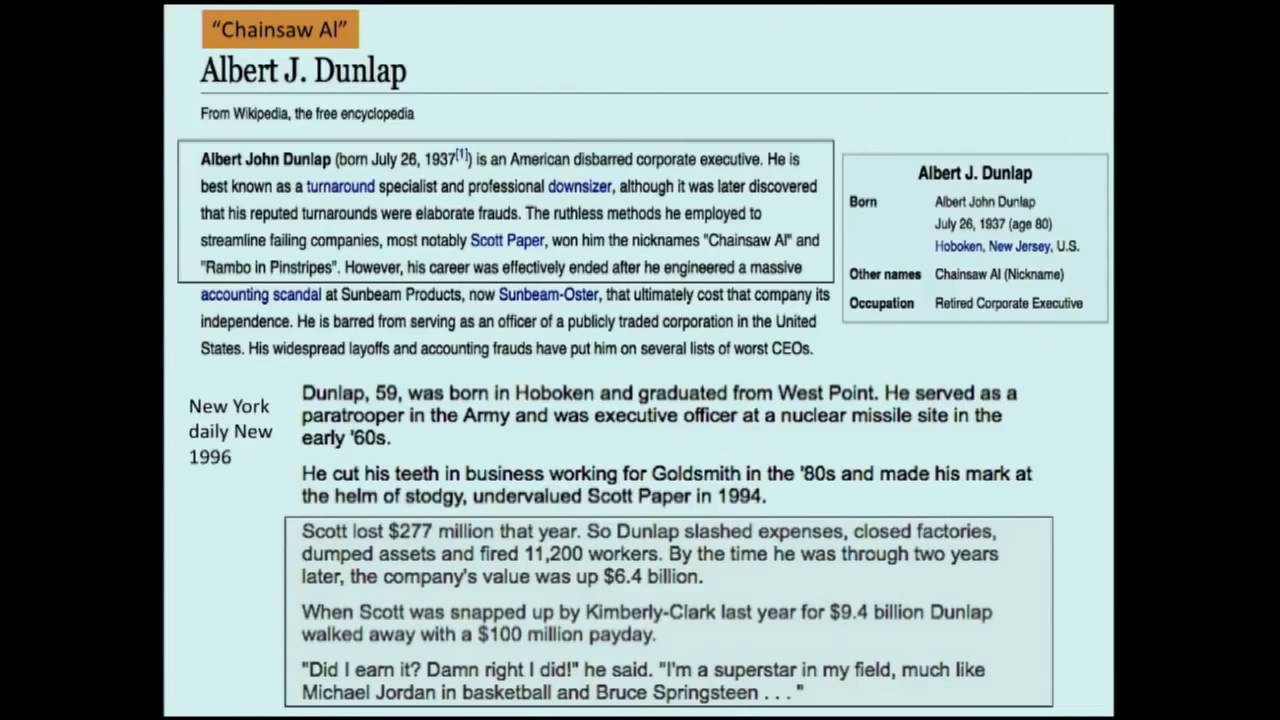 “Chainsaw Al”
Albert J. Dunlap
From Wikipedia, the free encyclopedia
Albert John Dunlap (born July 26, 1937[1]) is an American disbarred corporate executive. He is
best known as a turnaround specialist and professional downsizer, although it was later discovered
that his reputed turnarounds were elaborate frauds. The ruthless methods he employed to
streamline failing companies, most notably Scott Paper, won him the nicknames "Chainsaw Al" and
"Rambo in Pinstripes". However, his career was effectively ended after he engineered a massive
accounting scandal at Sunbeam Products, now Sunbeam-Oster, that ultimately cost that company its
independence. He is barred from serving as an officer of a publicly traded corporation in the United
States. His widespread layoffs and accounting frauds have put him on several lists of worst CEOs.
Albert J. Dunlap
Born Albert John Dunlap
July 26, 1937 (age 80)
Hoboken, New Jersey, U.S.
Other names Chainsaw Al (Nickname)
Occupation Retired Corporate Executive
New York
daily New
1996
Dunlap, 59, was born in Hoboken and graduated from West Point. He served as a
paratrooper in the Army and was executive officer at a nuclear missile site in the
early '60s.
He cut his teeth in business working for Goldsmith in the '80s and made his mark at
the helm of stodgy, undervalued Scott Paper in 1994.
Scott lost $277 million that year. So Dunlap slashed expenses, closed factories,
dumped assets and fired 11,200 workers. By the time he was through two years
later, the company's value was up $6.4 billion.
When Scott was snapped up by Kimberly-Clark last year for $9.4 billion Dunlap
walked away with a $100 million payday.
"Did I earn it? Damn right I did!" he said. "I'm a superstar in my field, much like
Michael Jordan in basketball and Bruce Springsteen . . . "